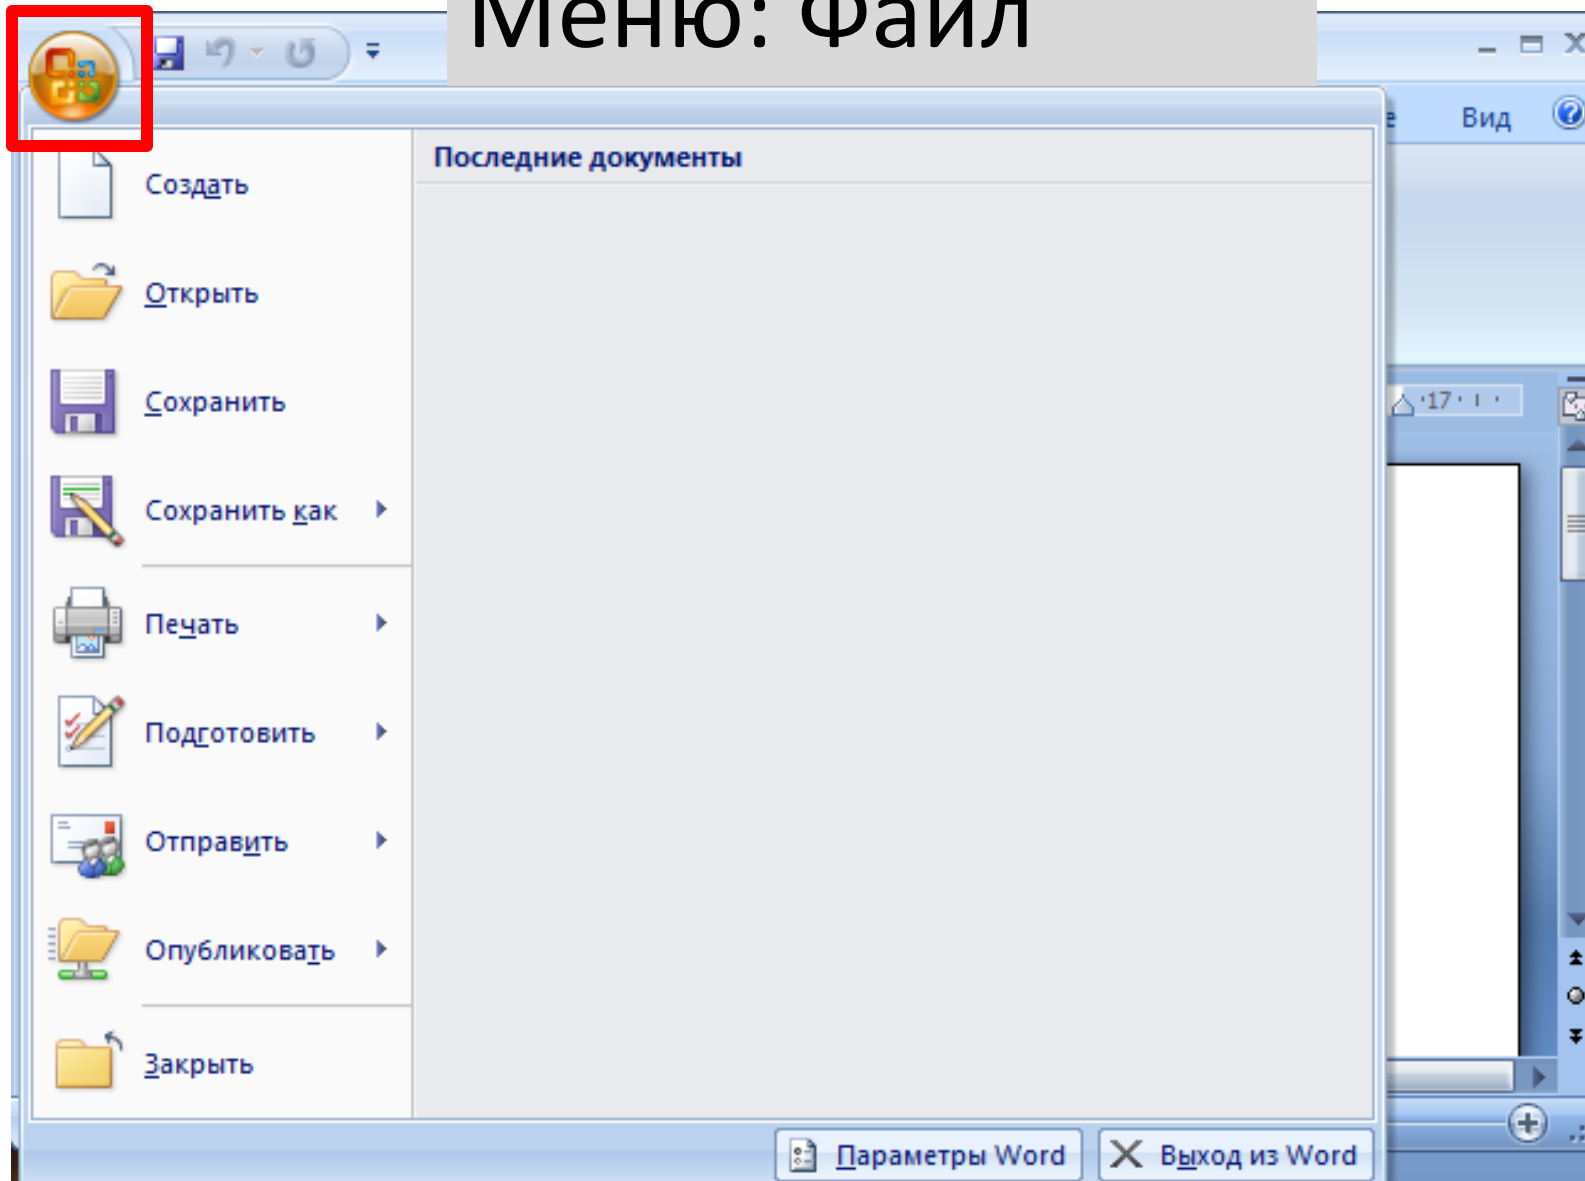 Меню: Файл
Вид
Последние документы
Создать
Открыть
Сохранить
Сохранить как
Печать
Подготовить
Отправить
Опубликовать
Закрыть
17
Параметры Word
Выход из Word